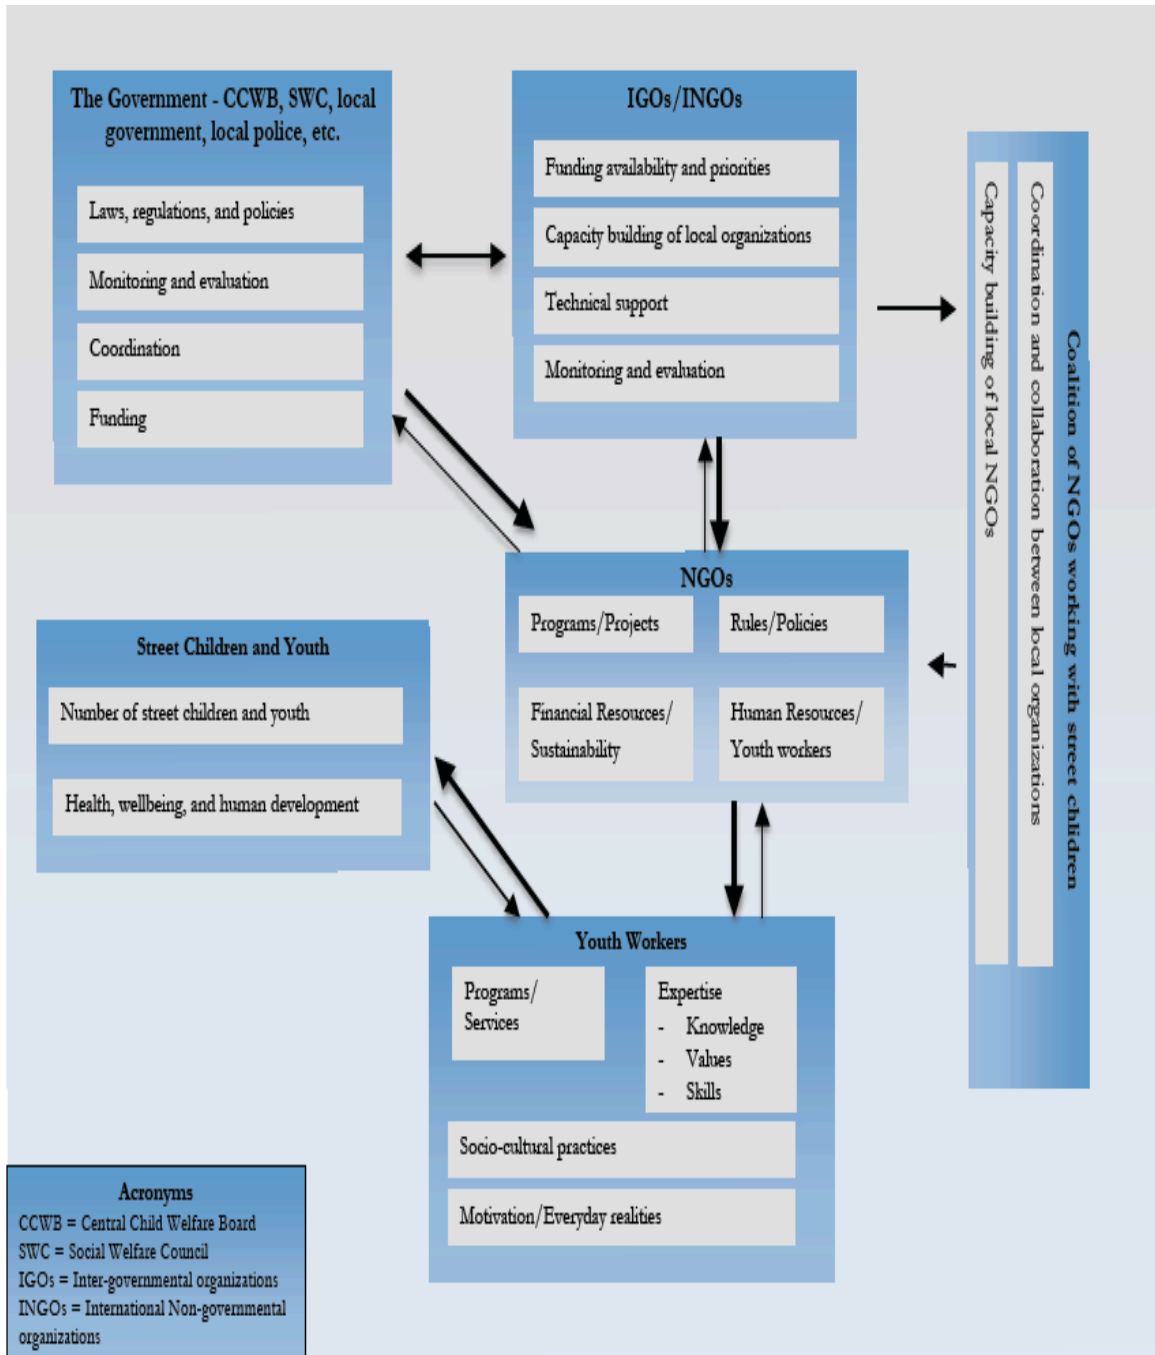 The Government - CCWB, SWC, local
government, local police, etc.
Laws, regulations, and policies
Monitoring and evaluation
Coordination
Funding
IGOs/INGOs
Funding availability and priorities
Capacity building of local organizations
Technical support
Monitoring and evaluation
Coalition of NGOs working with street chlidren
Coordination and collaboration between local organizations
Capacity building of local NGOs
NGOs
Programs/Projects
Rules/Policies
Financial Resources/
Sustainability
Human Resources/
Youth workers
Street Children and Youth
Number of street children and youth
Health, wellbeing, and human development
Youth Workers
Programs/
Services
Expertise
- Knowledge
- Values
- Skills
Socio-cultural practices
Motivation/Everyday realities
Acronyms
CCWB = Central Child Welfare Board
SWC = Social Welfare Council
IGOs = Inter-governmental organizations
INGOs = International Non-governmental
organizations